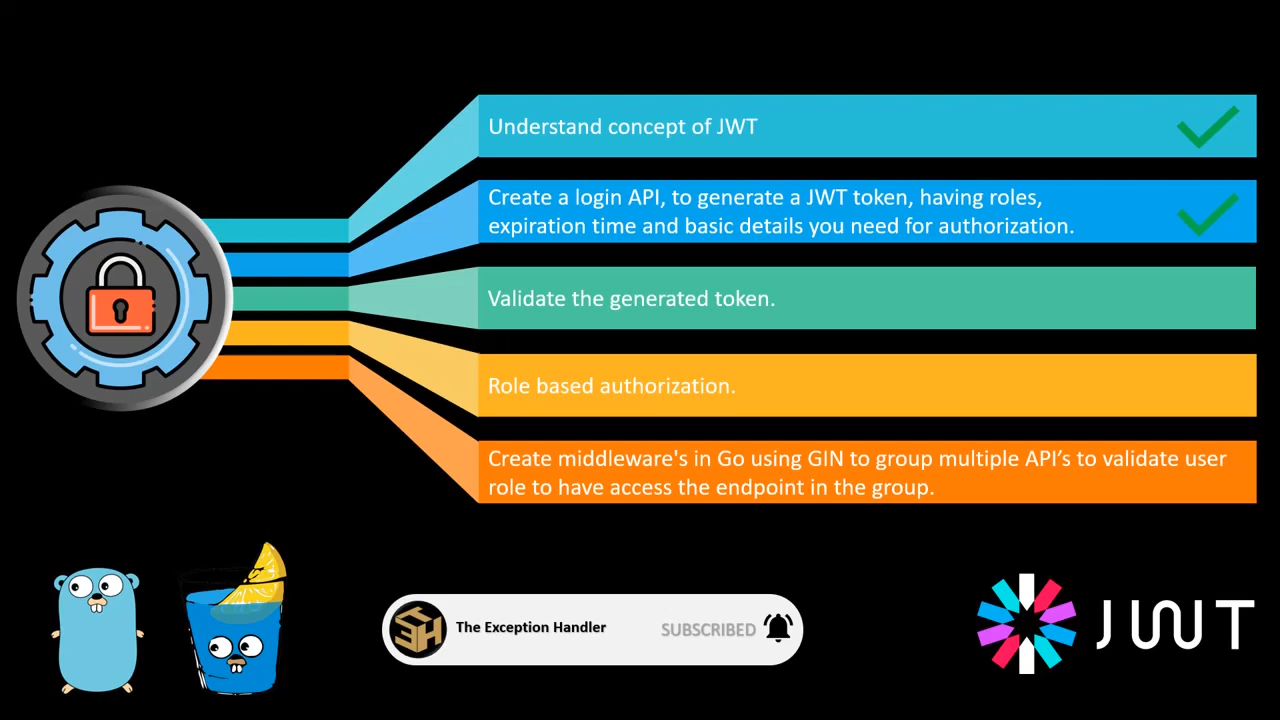 Understand concept of JWT
Create a login API, to generate a JWT token, having roles,
expiration time and basic details you need for authorization.
Validate the generated token.
Role based authorization.
Create middleware's in Go using GIN to group multiple API’s to validate user
role to have access the endpoint in the group.
The Exception Handler SUBSCRIBED
JWT